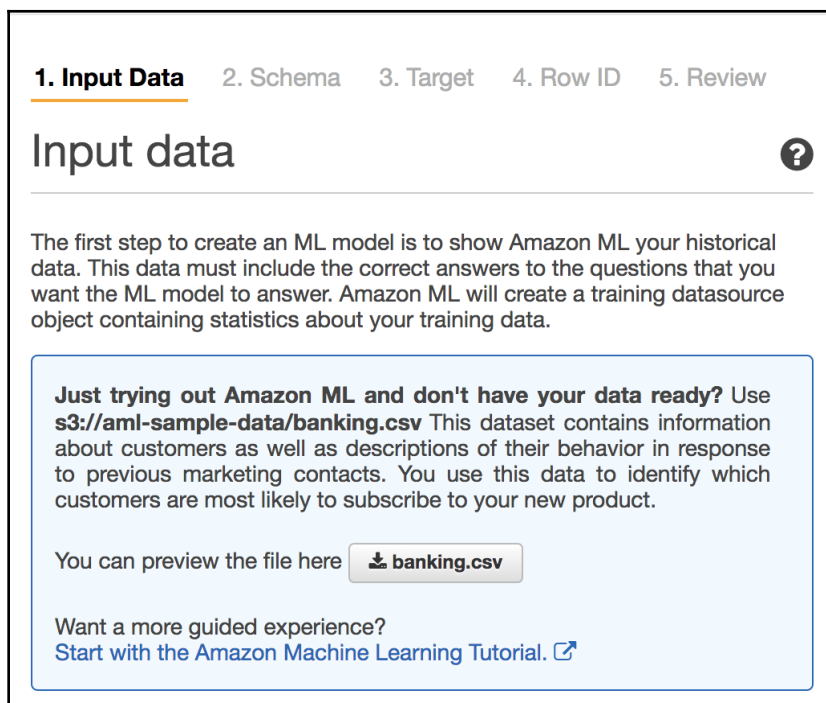 1. Input Data 2. Schema 3. Target 4. Row ID 5. Review
Input data
?
The first step to create an ML model is to show Amazon ML your historical
data. This data must include the correct answers to the questions that you
want the ML model to answer. Amazon ML will create a training datasource
object containing statistics about your training data.
Just trying out Amazon ML and don't have your data ready? Use
s3://aml-sample-data/banking.csv This dataset contains information
about customers as well as descriptions of their behavior in response
to previous marketing contacts. You use this data to identify which
customers are most likely to subscribe to your new product.
You can preview the file here banking.csv
Want a more guided experience?
Start with the Amazon Machine Learning Tutorial.